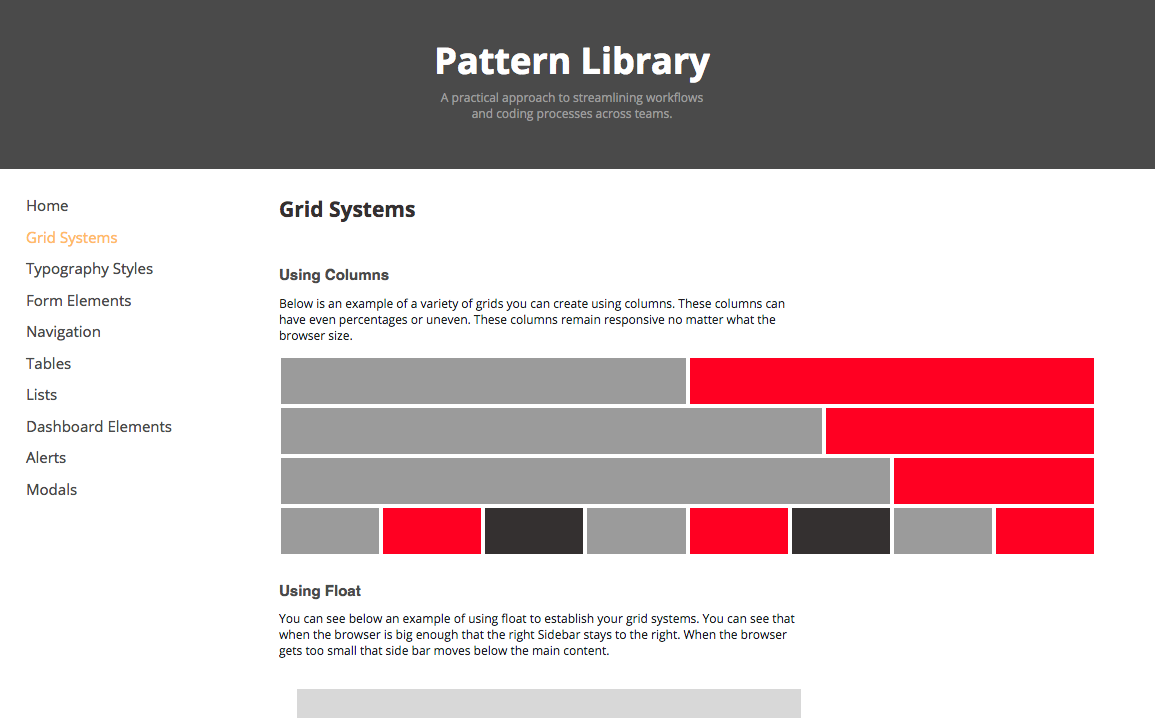 Pattern Library
A practical approach to streamlining workflows
and coding processes across teams.
Home
Grid Systems
Typography Styles
Form Elements
Navigation
Tables
Lists
Dashboard Elements
Alerts
Modals
Grid Systems
Using Columns
Below is an example of a variety of grids you can create using columns. These columns can
have even percentages or uneven. These columns remain responsive no matter what the
browser size.
Using Float
You can see below an example of using float to establish your grid systems. You can see that
when the browser is big enough that the right Sidebar stays to the right. When the browser
gets too small that side bar moves below the main content.